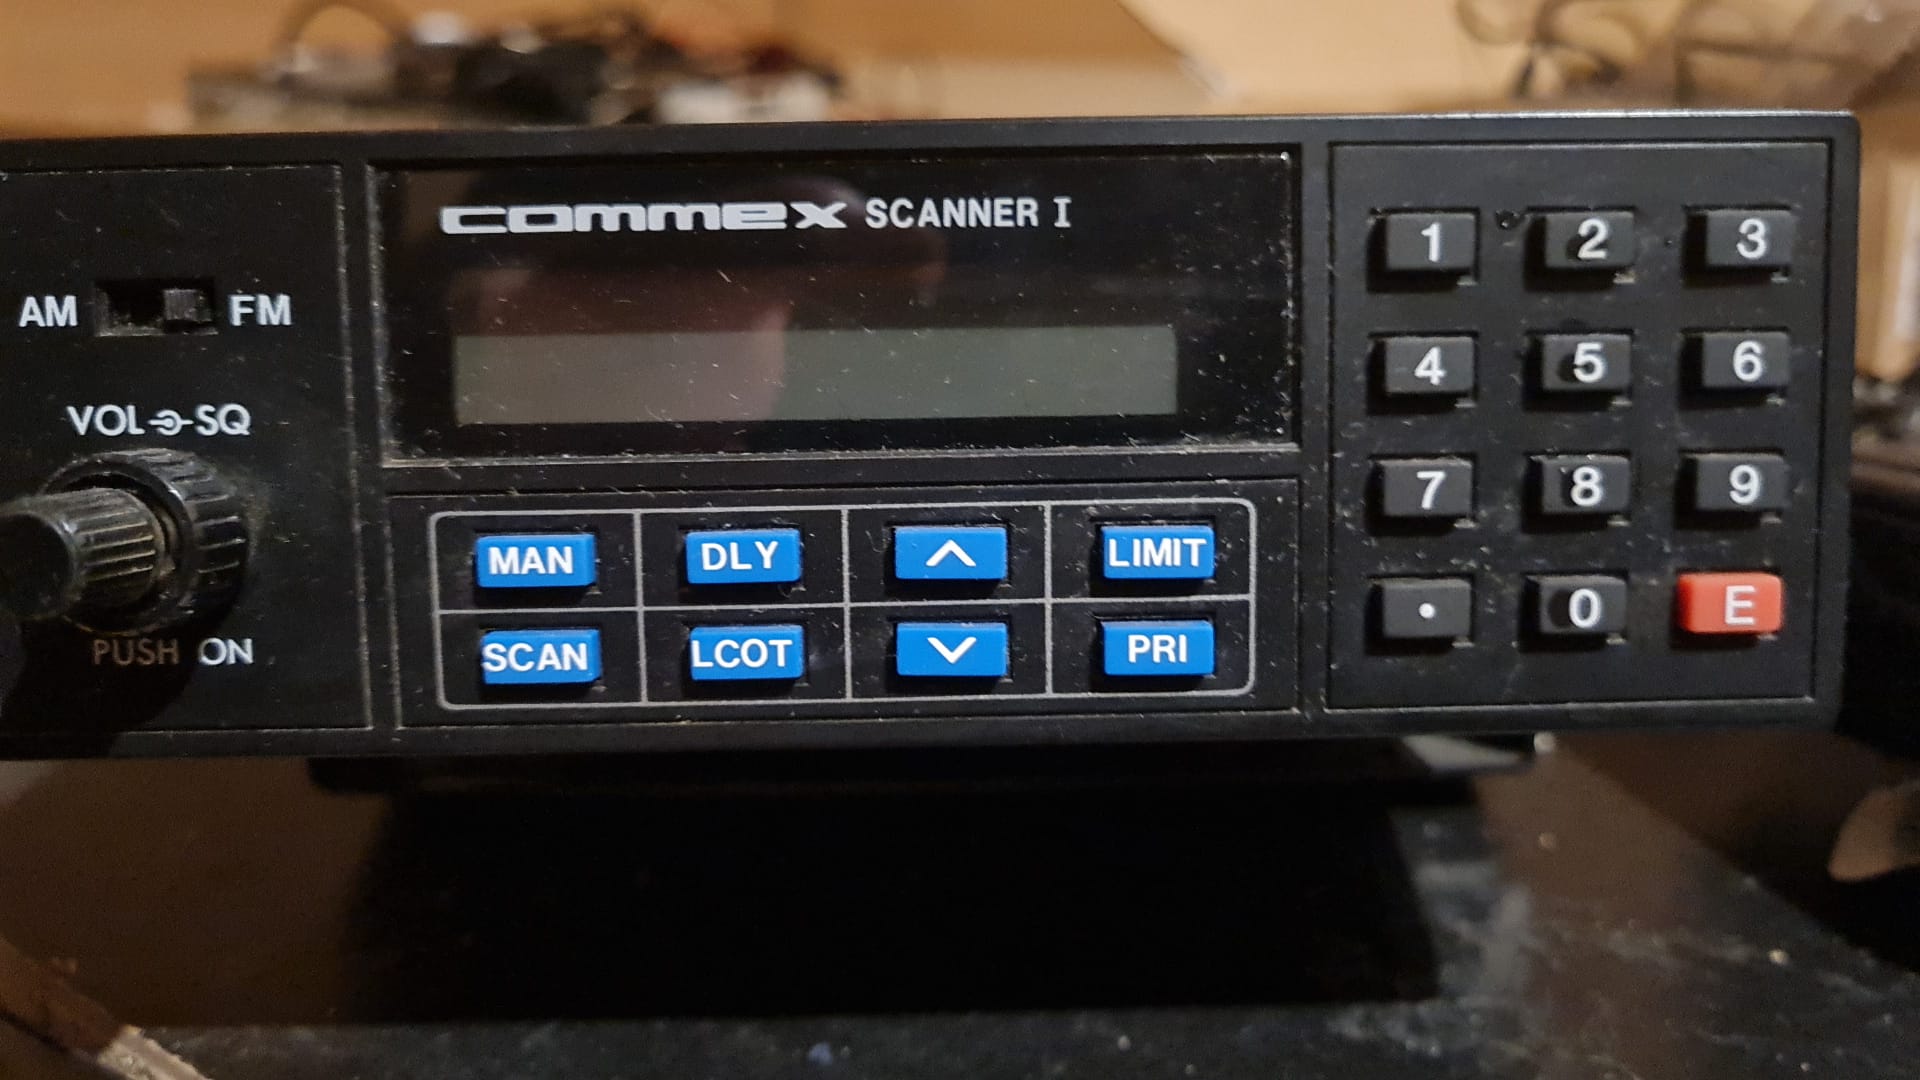 commex SCANNER I
AM FM
VOL SQ
PUSH ON
MAN DLY ^ LIMIT
SCAN LCOT v PRI
1 2 3
4 5 6
7 8 9
. 0 E